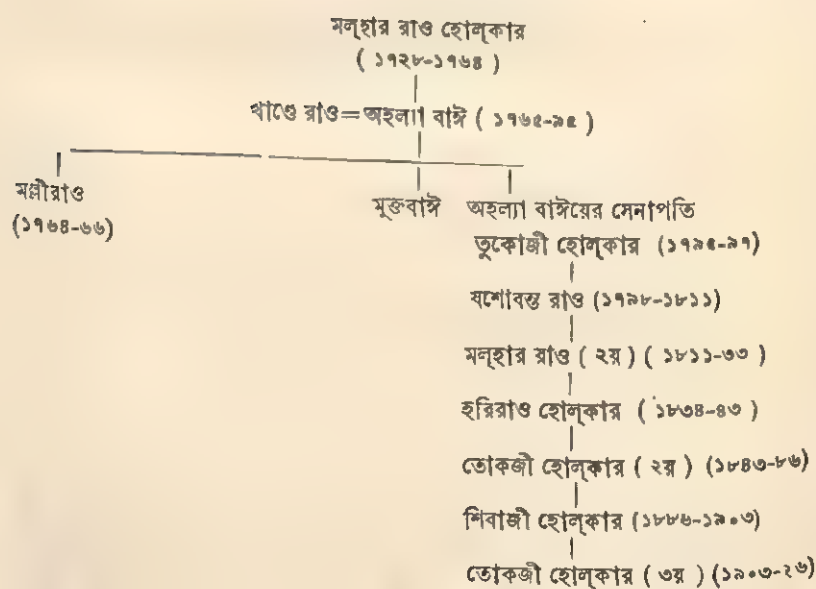 মল্‌হার রাও হোল্‌কার
( ১৭২৮-১৭৬৪ )
খাণ্ডে রাও=অহল্যা বাঈ ( ১৭৬৫-৯৫ )
মল্লীরাও
(১৭৬৪-৬৬)
মুক্তবাঈ
অহল্যা বাঈয়ের সেনাপতি
তুকোজী হোল্‌কার (১৭৯৫-৯৭)
যশোবন্ত রাও (১৭৯৮-১৮১১)
মল্‌হার রাও ( ২য় ) ( ১৮১১-৩৩ )
হরিরাও হোল্‌কার ( ১৮৩৪-৪৩ )
তোকজী হোল্‌কার ( ২য় ) (১৮৪৩-৮৬)
শিবাজী হোল্‌কার (১৮৮৬-১৯০৩)
তোকজী হোল্‌কার ( ৩য় ) (১৯০৩-২৬)